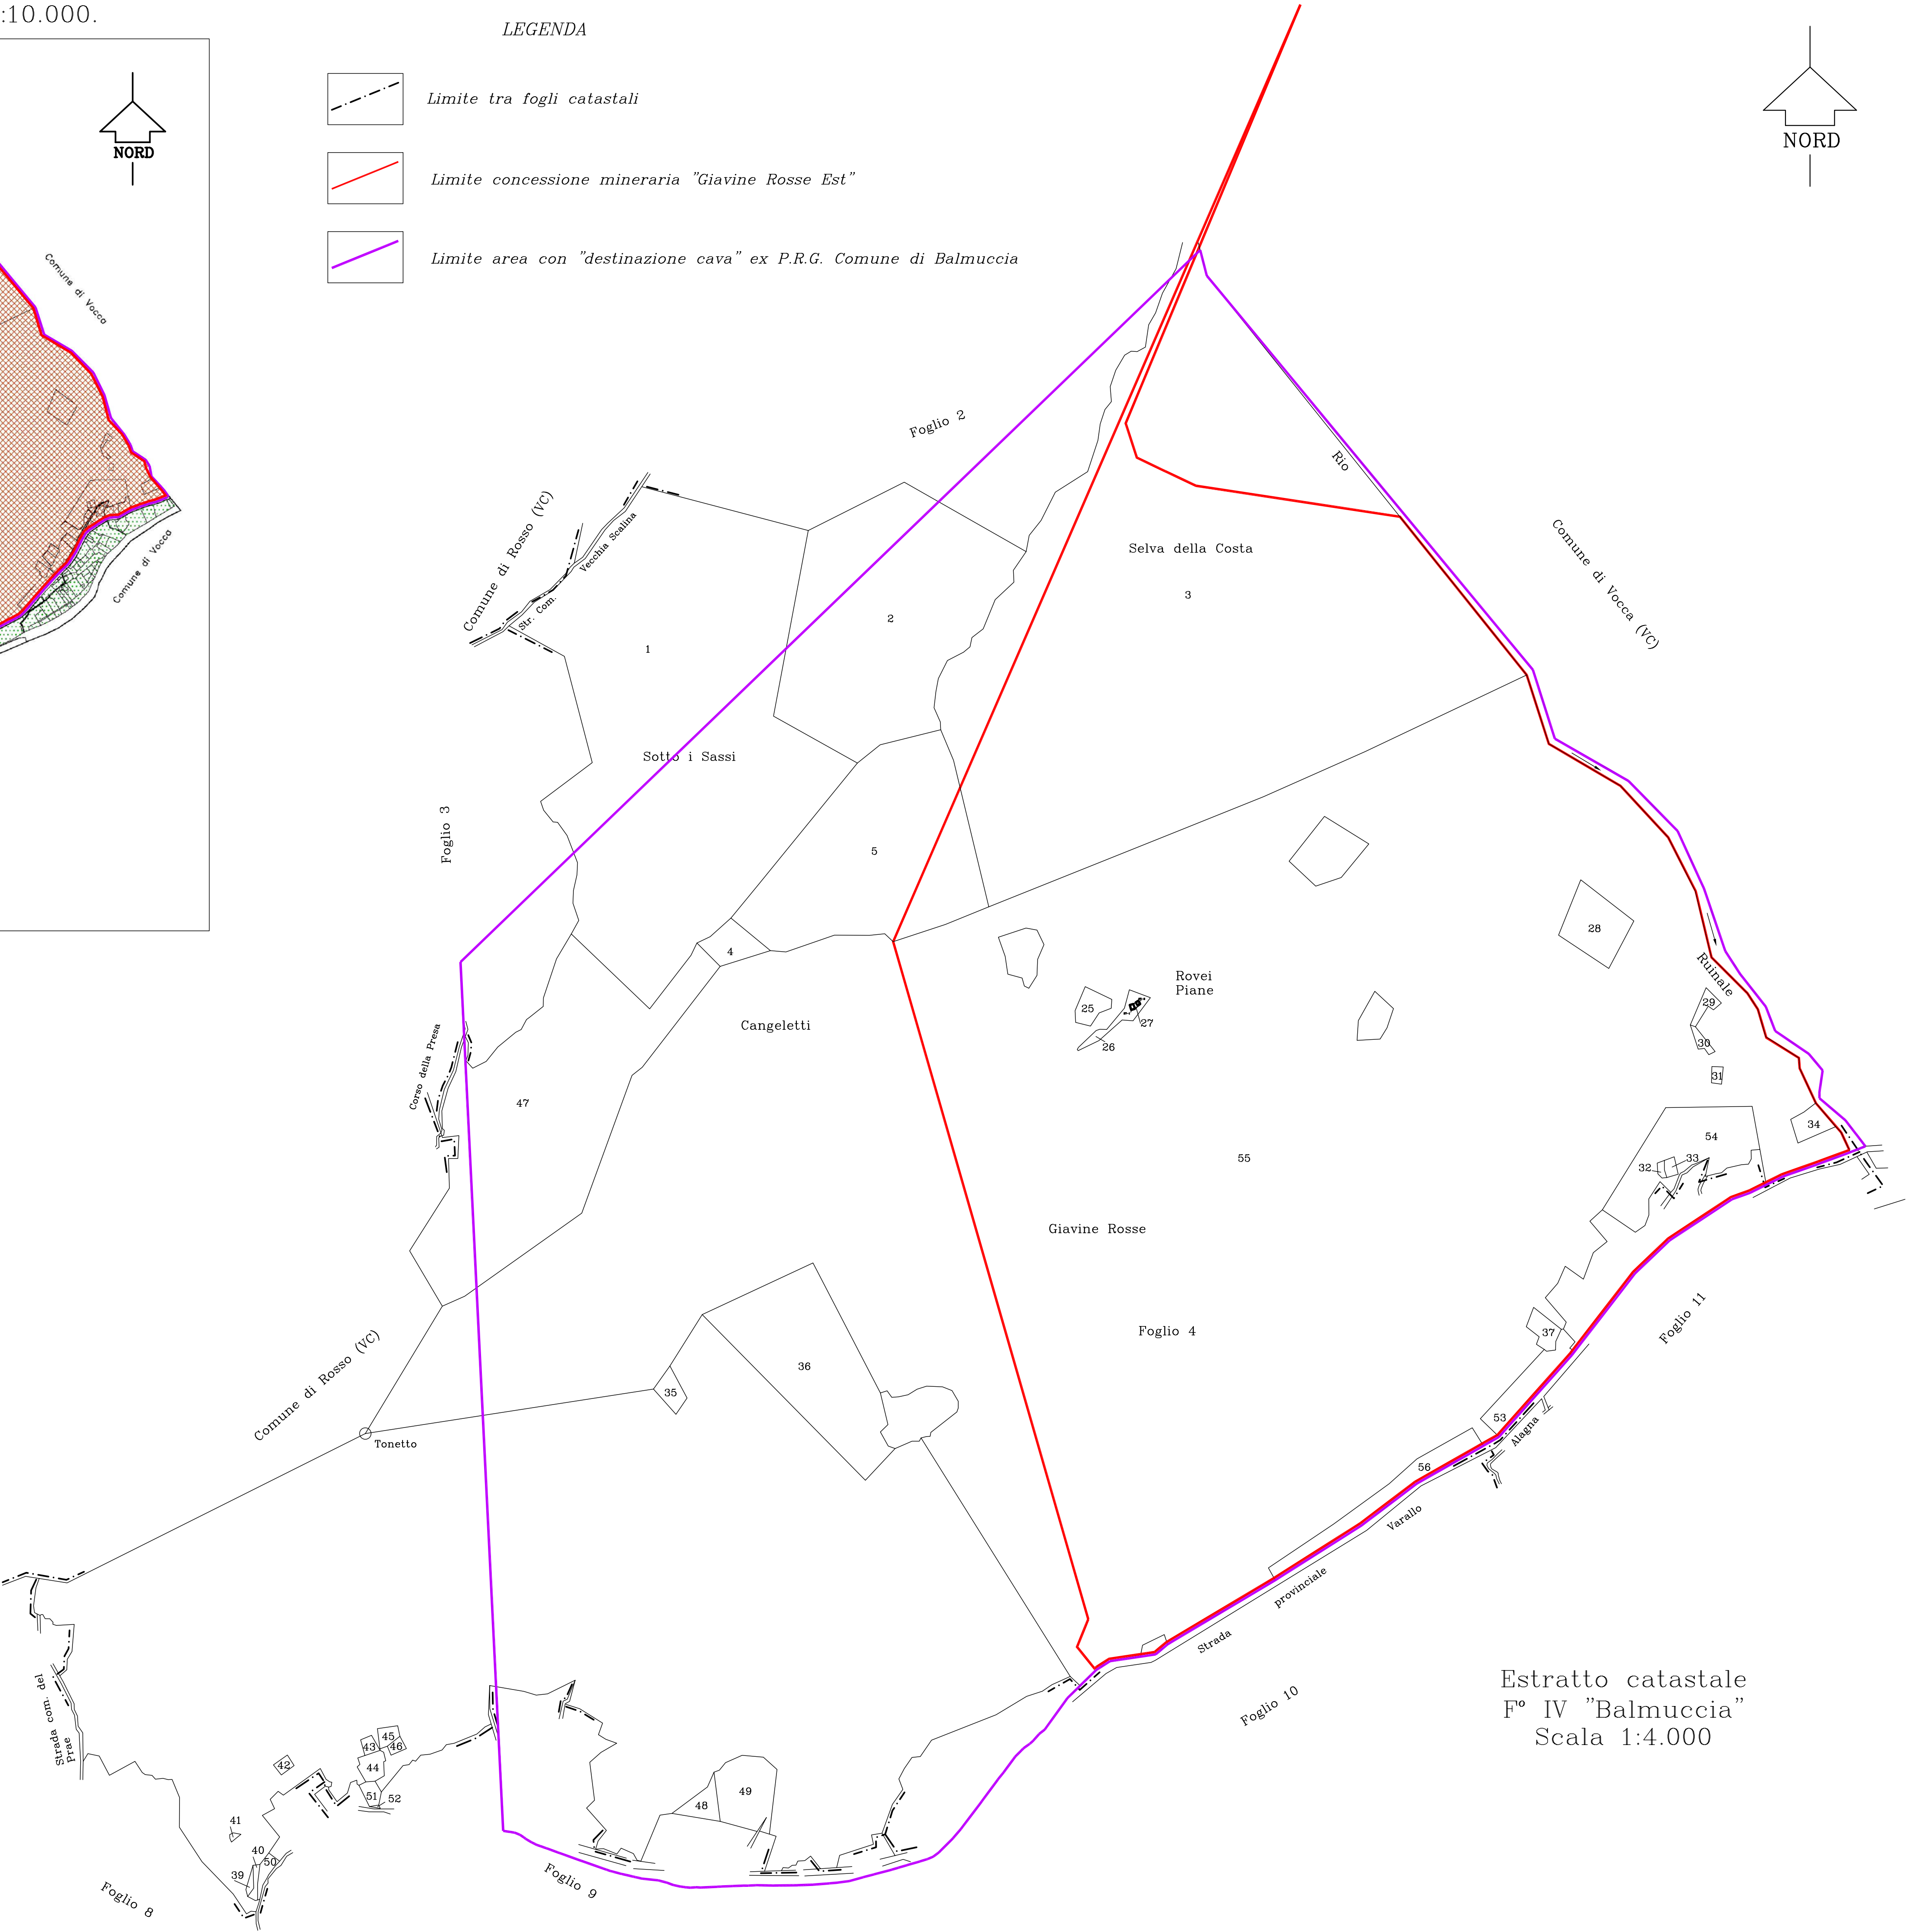 :10.000.
NORD
Comune di Vocca
Comune di Vocca
LEGENDA
Limite tra fogli catastali
Limite concessione mineraria "Giavine Rosse Est"
Limite area con "destinazione cava" ex P.R.G. Comune di Balmuccia
NORD
Foglio 2
Comune di Rosso (VC)
Vecchia Scalina
Str. Com.
Rio
Selva della Costa
3
2
1
Comune di Vocca (VC)
Sotto i Sassi
Foglio 3
5
4
28
Ruinale
Rovei
Piane
25
27
26
29
30
31
Cangeletti
Corso della Presa
47
34
54
33
32
55
Giavine Rosse
Foglio 4
Foglio 11
37
36
35
Comune di Rosso (VC)
Tonetto
53
Alagna
56
Varallo
provinciale
Strada
Foglio 10
Strada com. del
Prae
45
43
46
44
42
51
52
48
49
41
40
50
39
Foglio 9
Foglio 8
Estratto catastale
F° IV "Balmuccia"
Scala 1:4.000